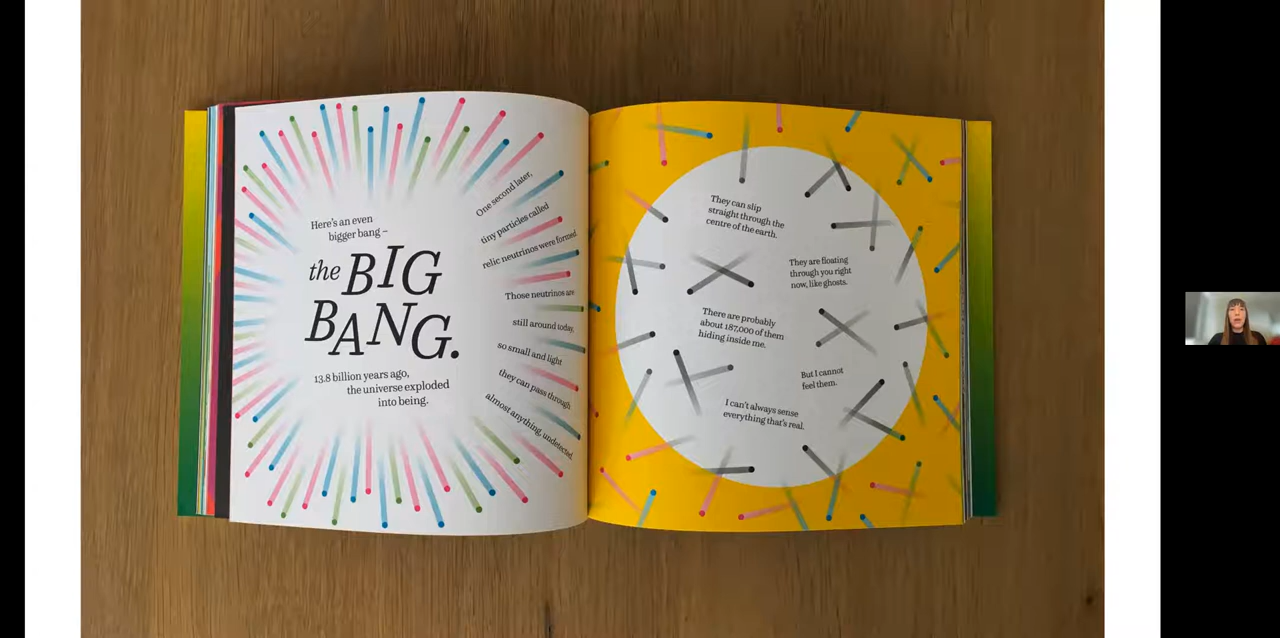 Here's an even
bigger bang –
the BIG
BANG.
13.8 billion years ago,
the universe exploded
into being.
One second later,
tiny particles called
relic neutrinos were formed.
Those neutrinos are
still around today,
so small and light
they can pass through
almost anything, undetected.
They can slip
straight through the
centre of the earth.
They are floating
through you right
now, like ghosts.
There are probably
about 187,000 of them
hiding inside me.
But I cannot
feel them.
I can't always sense
everything that's real.